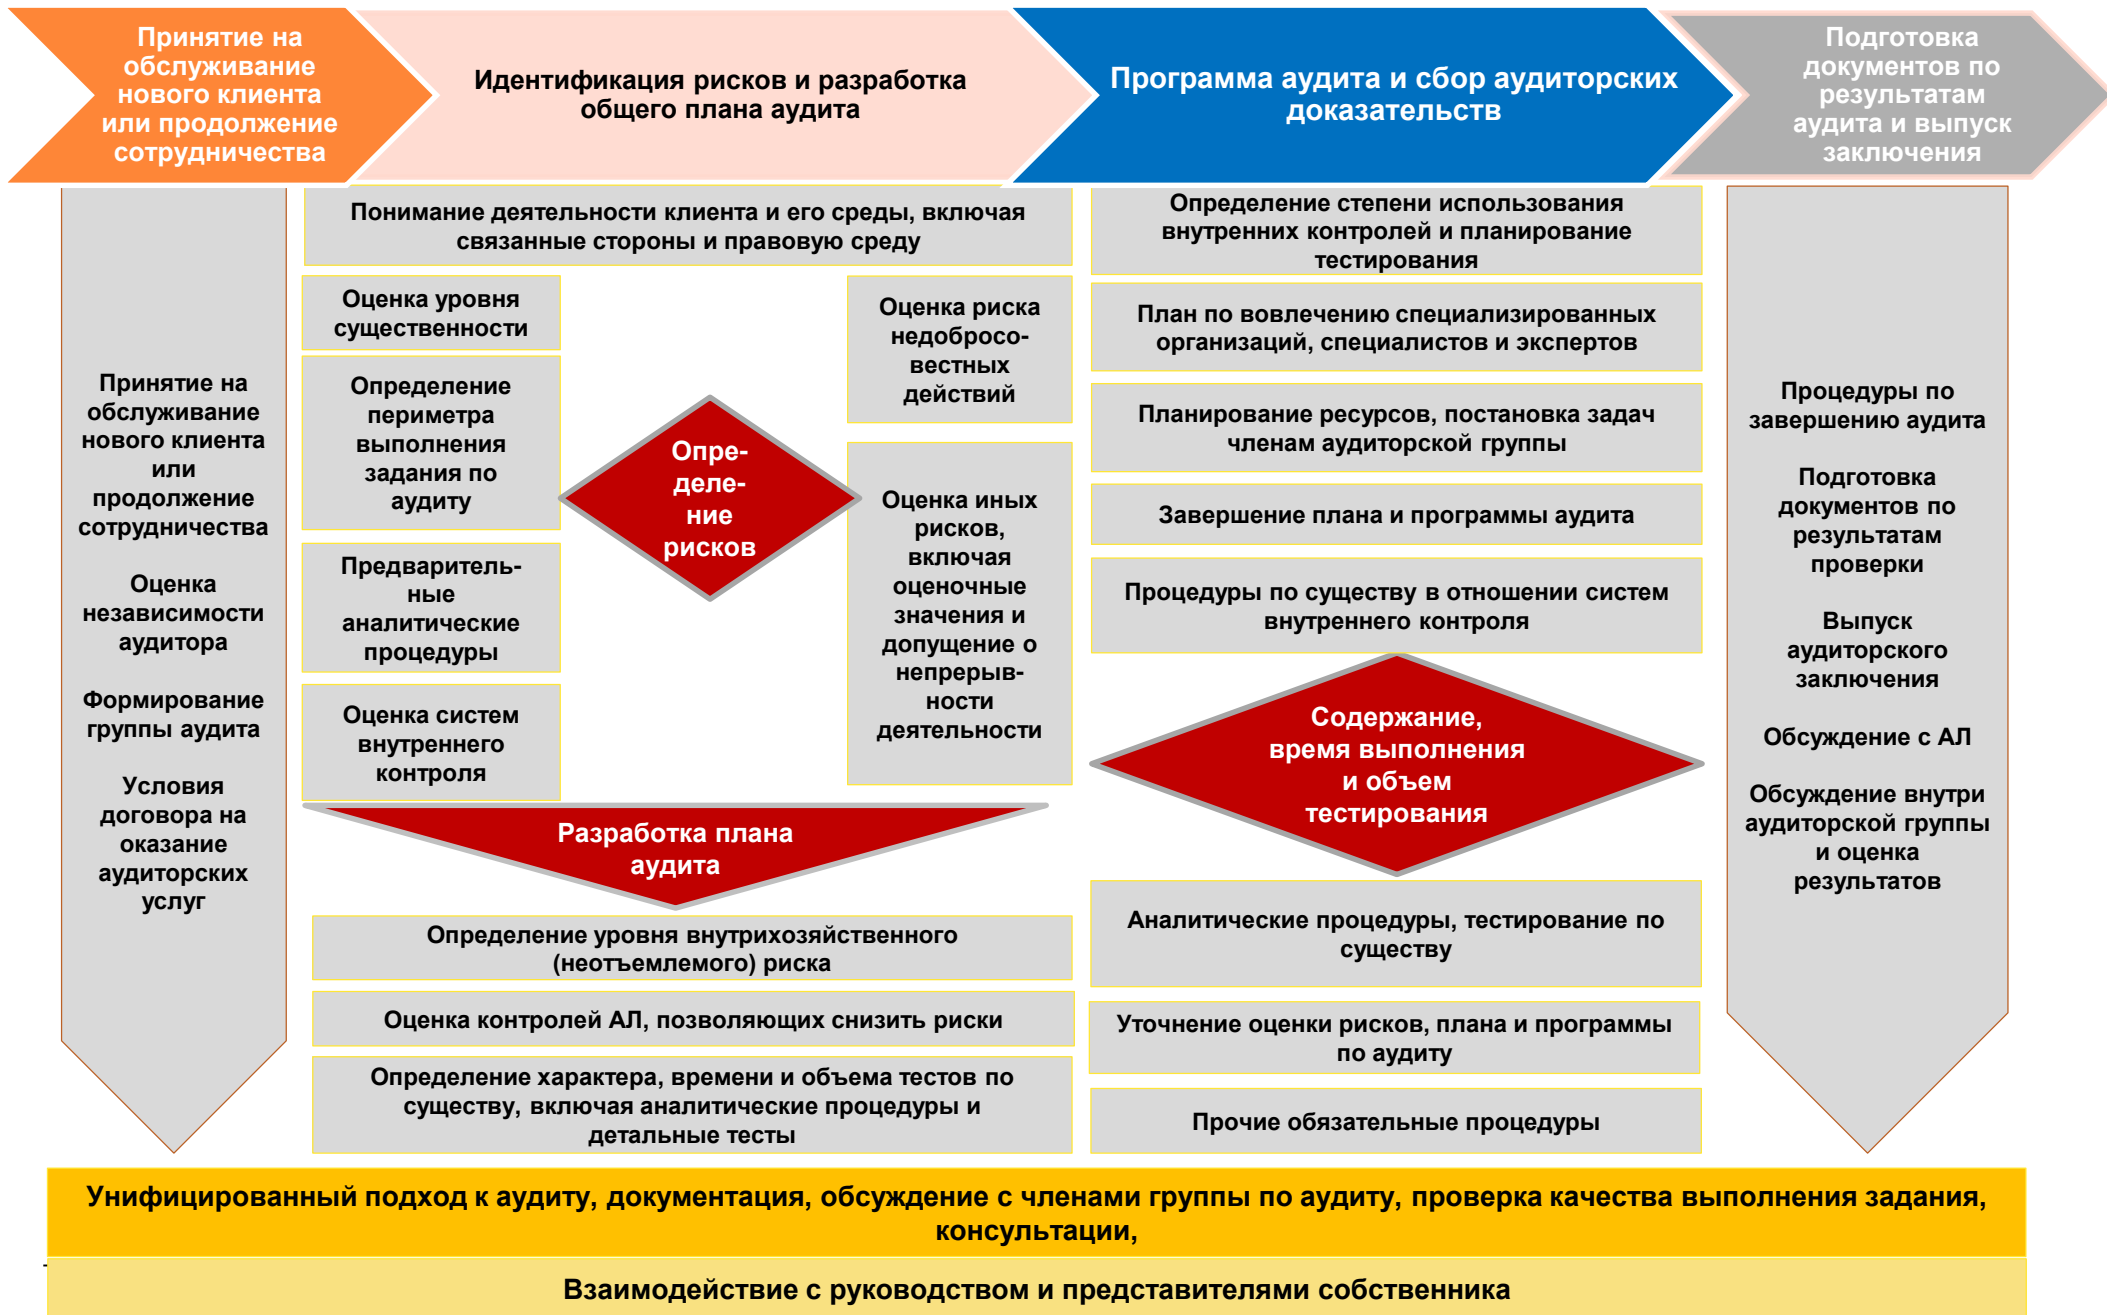 Принятие на
обслуживание
нового клиента
или продолжение
сотрудничества
Идентификация рисков и разработка
общего плана аудита
Программа аудита и сбор аудиторских
доказательств
Подготовка
документов по
результатам
аудита и выпуск
заключения
Принятие на
обслуживание
нового клиента
или
продолжение
сотрудничества
Оценка
независимости
аудитора
Формирование
группы аудита
Условия
договора на
оказание
аудиторских
услуг
Понимание деятельности клиента и его среды, включая
связанные стороны и правовую среду
Оценка уровня
существенности
Определение
периметра
выполнения
задания по
аудиту
Предваритель-
ные
аналитические
процедуры
Оценка систем
внутреннего
контроля
Опре-
деле-
ние
рисков
Оценка риска
недобросо-
вестных
действий
Оценка иных
рисков,
включая
оценочные
значения и
допущение о
непрерыв-
ности
деятельности
Разработка плана
аудита
Определение уровня внутрихозяйственного
(неотъемлемого) риска
Оценка контролей АЛ, позволяющих снизить риски
Определение характера, времени и объема тестов по
существу, включая аналитические процедуры и
детальные тесты
Определение степени использования
внутренних контролей и планирование
тестирования
План по вовлечению специализированных
организаций, специалистов и экспертов
Планирование ресурсов, постановка задач
членам аудиторской группы
Завершение плана и программы аудита
Процедуры по существу в отношении систем
внутреннего контроля
Содержание,
время выполнения
и объем
тестирования
Аналитические процедуры, тестирование по
существу
Уточнение оценки рисков, плана и программы
по аудиту
Прочие обязательные процедуры
Процедуры по
завершению аудита
Подготовка
документов по
результатам
проверки
Выпуск
аудиторского
заключения
Обсуждение с АЛ
Обсуждение внутри
аудиторской группы
и оценка
результатов
Унифицированный подход к аудиту, документация, обсуждение с членами группы по аудиту, проверка качества выполнения задания,
консультации,
Взаимодействие с руководством и представителями собственника